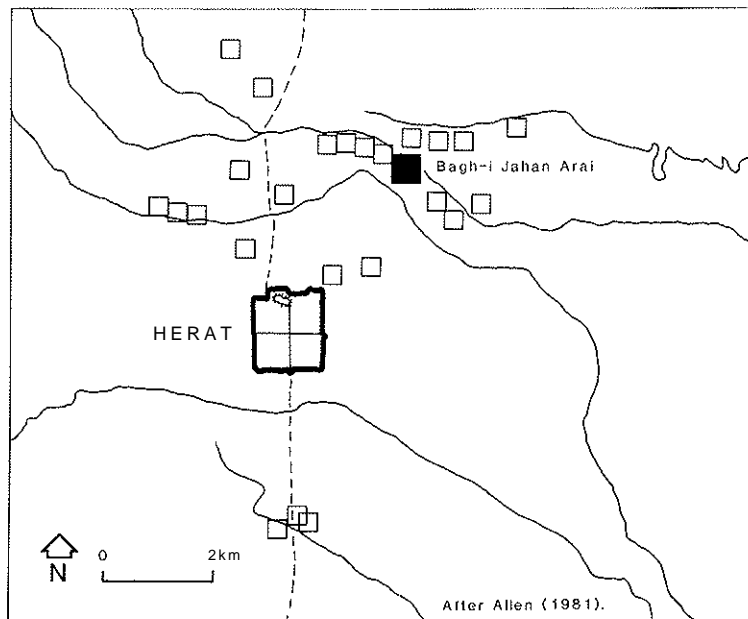 Bagh-i Jahan Arai
HERAT
0 2km
N
After Allen (1981).